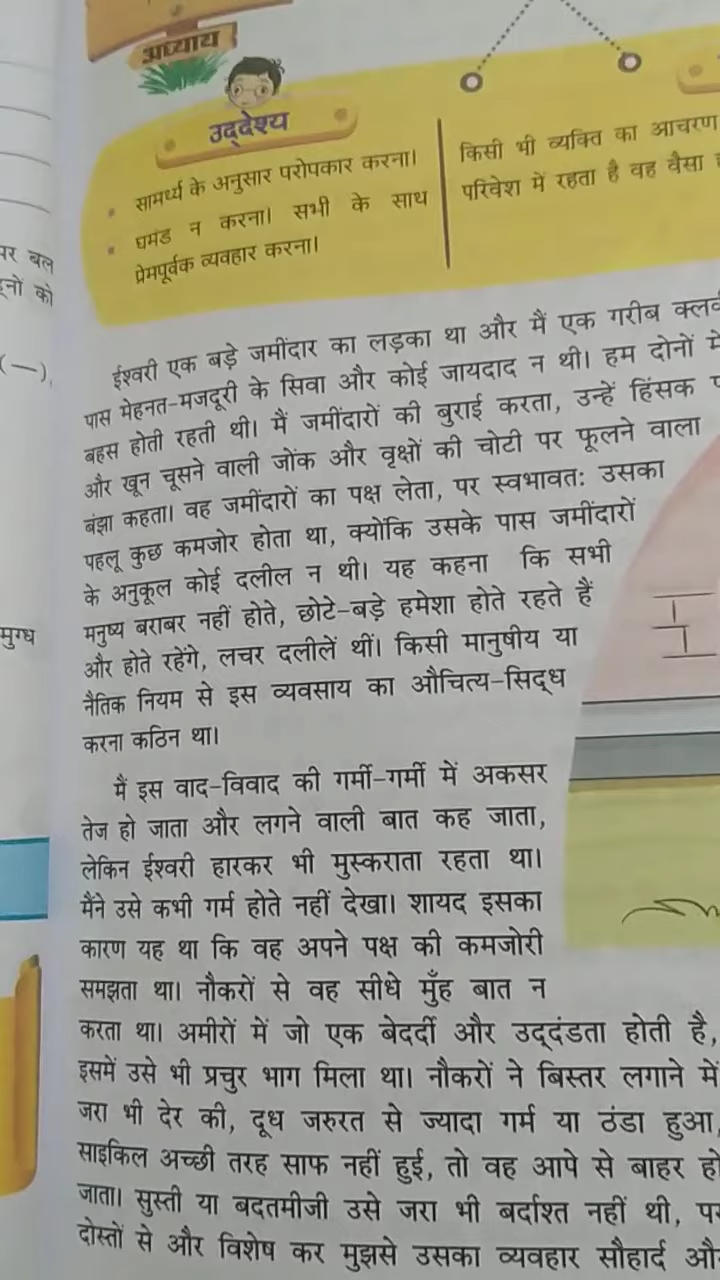 अध्याय
उद्देश्य
सामर्थ्य के अनुसार परोपकार करना।
घमंड न करना। सभी के साथ
प्रेमपूर्वक व्यवहार करना।
किसी भी व्यक्ति का आचरण
परिवेश में रहता है वह वैसा
पर बल
को
(—),
मुग्ध
ईश्वरी एक बड़े जमींदार का लड़का था और मैं एक गरीब
पास मेहनत-मजदूरी के सिवा और कोई जायदाद न थी। हम दोनों में
बहस होती रहती थी। मैं जमींदारों की बुराई करता, उन्हें हिंसक
और खून चूसने वाली जोंक और वृक्षों की चोटी पर फूलने वाला
बंझा कहता। वह जमींदारों का पक्ष लेता, पर स्वभावतः उसका
पहलू कुछ कमजोर होता था, क्योंकि उसके पास जमींदारों
के अनुकूल कोई दलील न थी। यह कहना कि सभी
मनुष्य बराबर नहीं होते, छोटे-बड़े हमेशा होते रहते हैं
और होते रहेंगे, लचर दलीलें थीं। किसी मानुषीय या
नैतिक नियम से इस व्यवसाय का औचित्य-सिद्ध
करना कठिन था।
मैं इस वाद-विवाद की गर्मी-गर्मी में अकसर
तेज हो जाता और लगने वाली बात कह जाता,
लेकिन ईश्वरी हारकर भी मुस्कराता रहता था।
मैंने उसे कभी गर्म होते नहीं देखा। शायद इसका
कारण यह था कि वह अपने पक्ष की कमजोरी
समझता था। नौकरों से वह सीधे मुँह बात न
करता था। अमीरों में जो एक बेदर्दी और उद्दंडता होती है,
इसमें उसे भी प्रचुर भाग मिला था। नौकरों ने बिस्तर लगाने में
जरा भी देर की, दूध जरुरत से ज्यादा गर्म या ठंडा हुआ,
साइकिल अच्छी तरह साफ नहीं हुई, तो वह आपे से बाहर हो
जाता। सुस्ती या बदतमीजी उसे जरा भी बर्दाश्त नहीं थी, पर
दोस्तों से और विशेष कर मुझसे उसका व्यवहार सौहार्द और